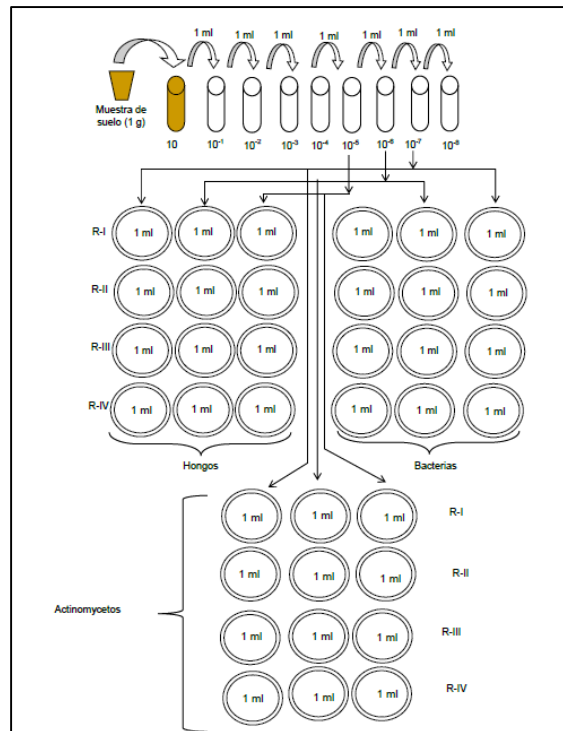 1 ml 1 ml 1 ml 1 ml 1 ml 1 ml 1 ml
Muestra de
suelo (1 g)
10 10⁻¹ 10⁻² 10⁻³ 10⁻⁴ 10⁻⁵ 10⁻⁶ 10⁻⁷ 10⁻⁸
R-I 1 ml 1 ml 1 ml 1 ml 1 ml 1 ml
R-II 1 ml 1 ml 1 ml 1 ml 1 ml 1 ml
R-III 1 ml 1 ml 1 ml 1 ml 1 ml 1 ml
R-IV 1 ml 1 ml 1 ml 1 ml 1 ml 1 ml
Hongos Bacterias
1 ml 1 ml 1 ml R-I
1 ml 1 ml 1 ml R-II
Actinomycetos
1 ml 1 ml 1 ml R-III
1 ml 1 ml 1 ml R-IV